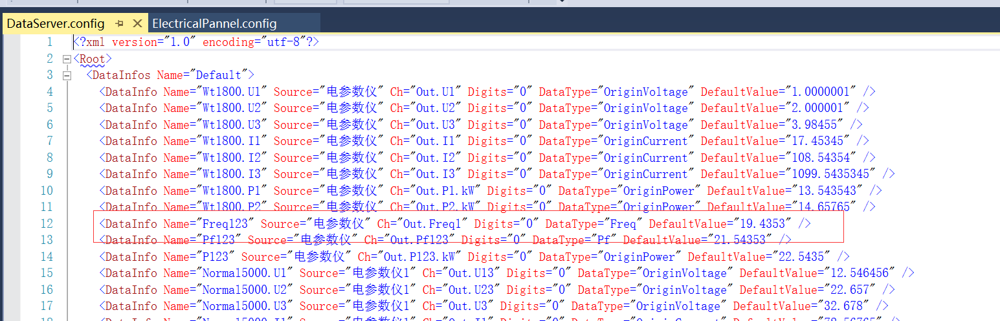 DataServer.config
ElectricalPannel.config
1 <?xml version="1.0" encoding="utf-8"?>
2 <Root>
3 <DataInfos Name="Default">
4 <DataInfo Name="Wt1800.U1" Source="电参数仪" Ch="Out.U1" Digits="0" DataType="OriginVoltage" DefaultValue="1.0000001" />
5 <DataInfo Name="Wt1800.U2" Source="电参数仪" Ch="Out.U2" Digits="0" DataType="OriginVoltage" DefaultValue="2.000001" />
6 <DataInfo Name="Wt1800.U3" Source="电参数仪" Ch="Out.U3" Digits="0" DataType="OriginVoltage" DefaultValue="3.98455" />
7 <DataInfo Name="Wt1800.I1" Source="电参数仪" Ch="Out.I1" Digits="0" DataType="OriginCurrent" DefaultValue="17.45345" />
8 <DataInfo Name="Wt1800.I2" Source="电参数仪" Ch="Out.I2" Digits="0" DataType="OriginCurrent" DefaultValue="108.54354" />
9 <DataInfo Name="Wt1800.I3" Source="电参数仪" Ch="Out.I3" Digits="0" DataType="OriginCurrent" DefaultValue="1099.5435345" />
10 <DataInfo Name="Wt1800.P1" Source="电参数仪" Ch="Out.P1.kW" Digits="0" DataType="OriginPower" DefaultValue="13.543543" />
11 <DataInfo Name="Wt1800.P2" Source="电参数仪" Ch="Out.P2.kW" Digits="0" DataType="OriginPower" DefaultValue="14.65765" />
12 <DataInfo Name="Freq123" Source="电参数仪" Ch="Out.Freq1" Digits="0" DataType="Freq" DefaultValue="19.4353" />
13 <DataInfo Name="Pf123" Source="电参数仪" Ch="Out.Pf123" Digits="0" DataType="Pf" DefaultValue="21.54353" />
14 <DataInfo Name="P123" Source="电参数仪" Ch="Out.P123.kW" Digits="0" DataType="OriginPower" DefaultValue="22.5435" />
15 <DataInfo Name="Normal5000.U1" Source="电参数仪1" Ch="Out.U13" Digits="0" DataType="OriginVoltage" DefaultValue="12.546456" />
16 <DataInfo Name="Normal5000.U2" Source="电参数仪1" Ch="Out.U23" Digits="0" DataType="OriginVoltage" DefaultValue="22.657" />
17 <DataInfo Name="Normal5000.U3" Source="电参数仪1" Ch="Out.U3" Digits="0" DataType="OriginVoltage" DefaultValue="32.678" />